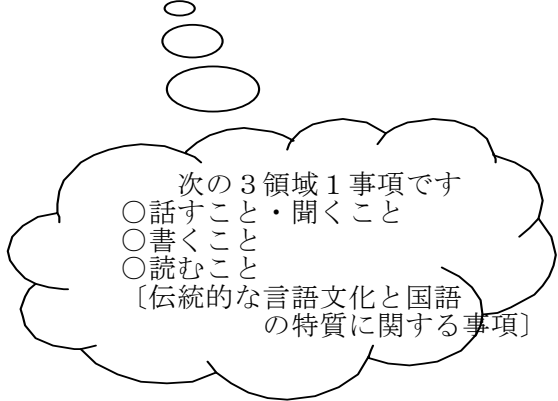 次の３領域１事項です
○話すこと・聞くこと
○書くこと
○読むこと
〔伝統的な言語文化と国語
の特質に関する事項〕